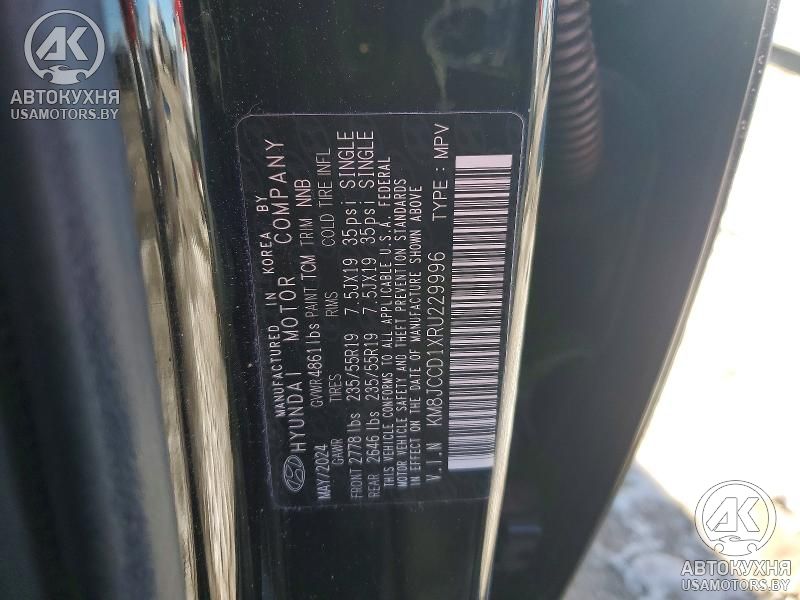 АК
АВТОКУХНЯ
USAMOTORS.BY
MANUFACTURED IN KOREA BY
HYUNDAI MOTOR COMPANY
MAY/2024 GVWR 4861 lbs PAINT TCM TRIM NNB
GAWR TIRES RIMS COLD TIRE INFL
FRONT 2778 lbs 235/55R19 7.5JX19 35psi SINGLE
REAR 2646 lbs 235/55R19 7.5JX19 35psi SINGLE
THIS VEHICLE CONFORMS TO ALL APPLICABLE U.S.A. FEDERAL
MOTOR VEHICLE SAFETY AND THEFT PREVENTION STANDARDS
IN EFFECT ON THE DATE OF MANUFACTURE SHOWN ABOVE
V.I.N KM8JCCD1XRU229996 TYPE : MPV
АК
АВТОКУХНЯ
USAMOTORS.BY